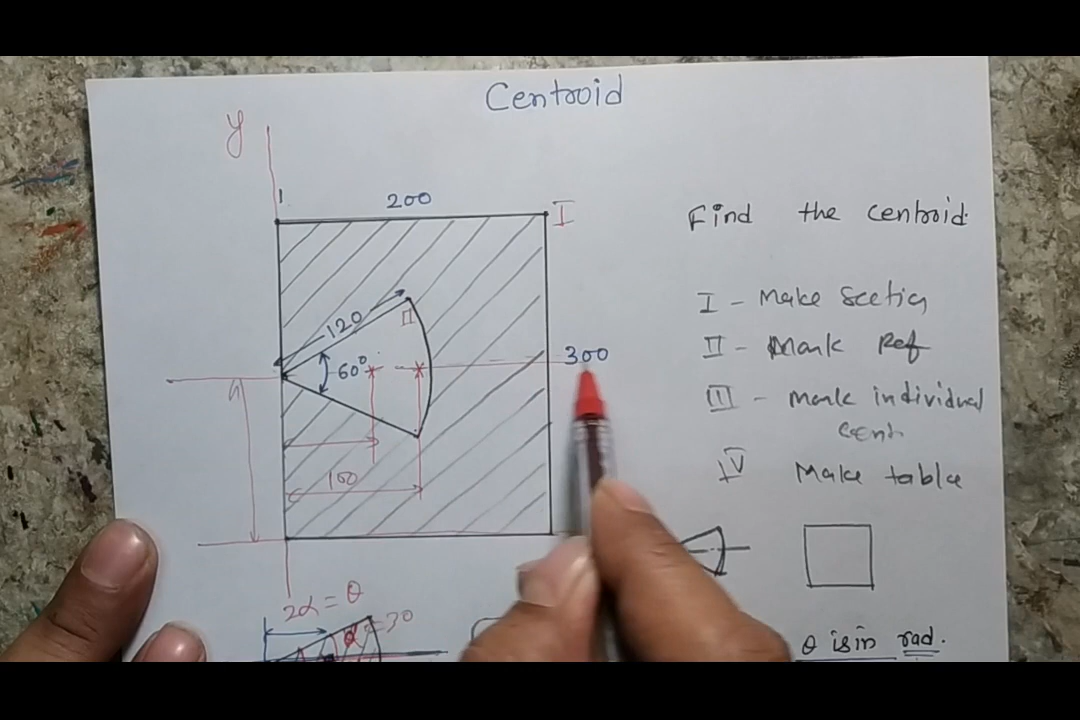 Centroid
y
200
I
Find the centroid.
I - Make Section
120
II
60°
300
II - Mark Ref
III - Mark individual
Cent
100
IV Make table
2α = θ
α = 30
θ is in rad.